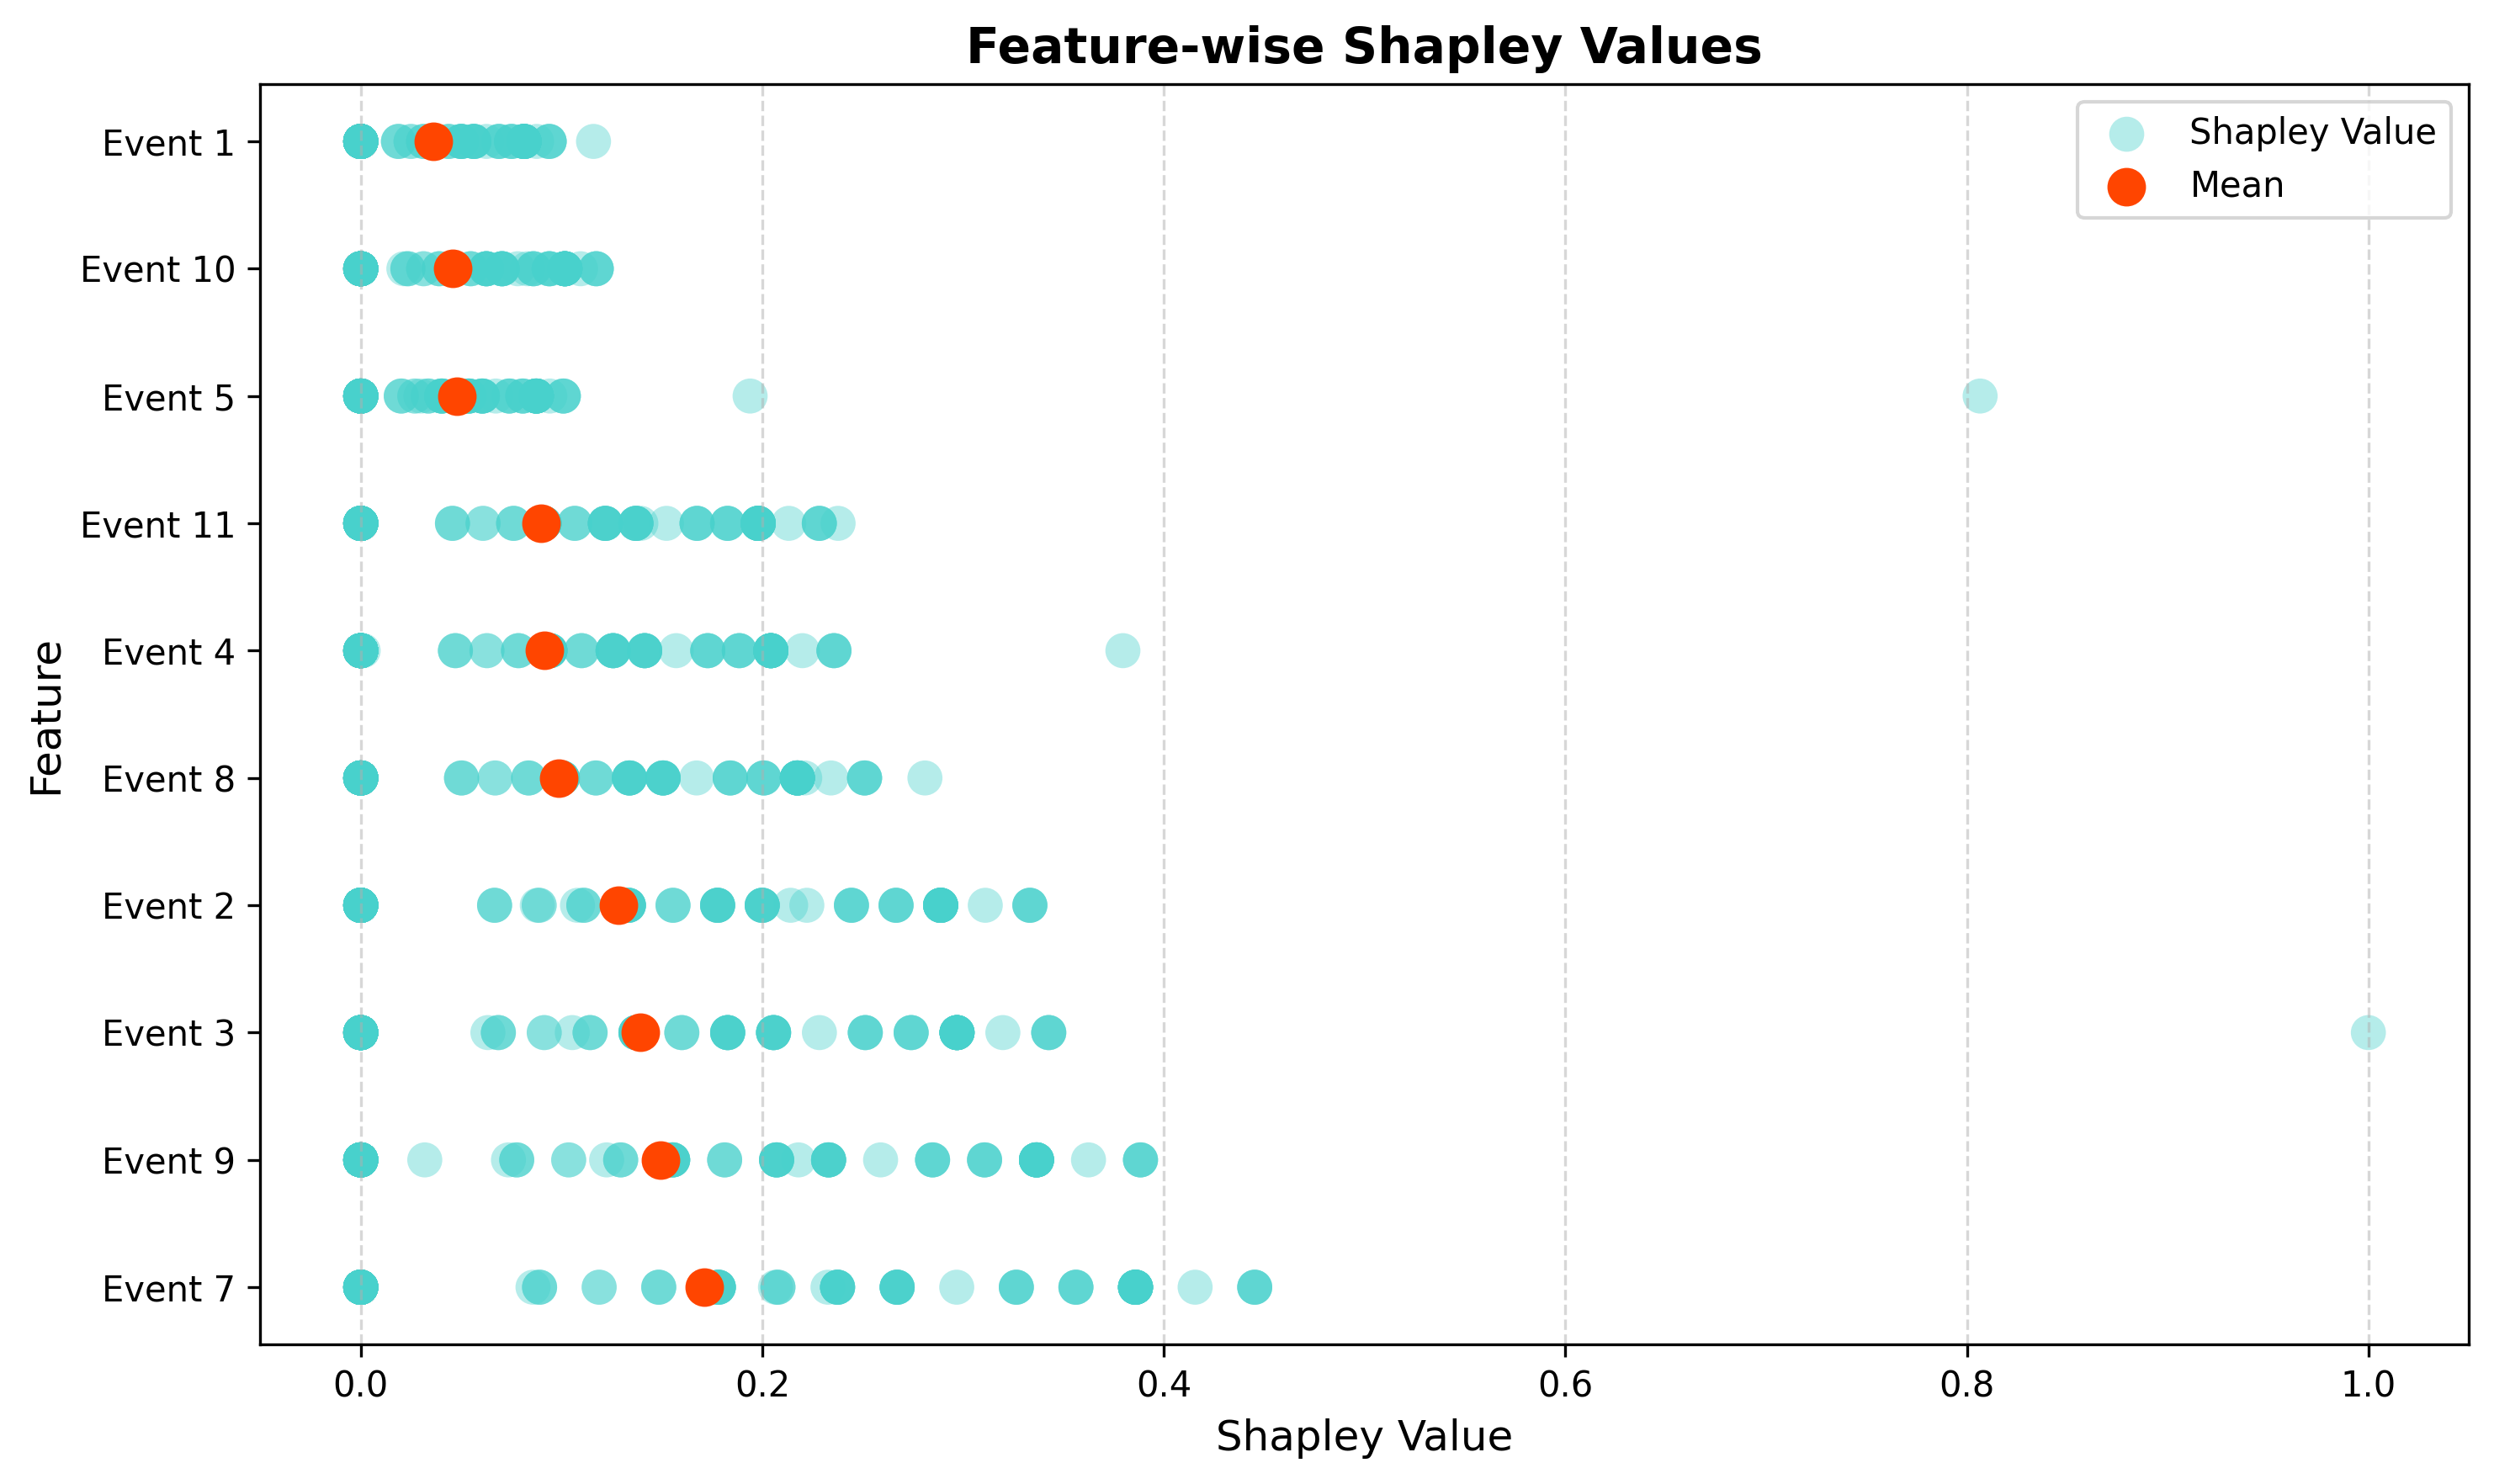 Feature-wise Shapley Values
Shapley Value
Mean
Feature
Event 1
Event 10
Event 5
Event 11
Event 4
Event 8
Event 2
Event 3
Event 9
Event 7
0.0 0.2 0.4 0.6 0.8 1.0
Shapley Value